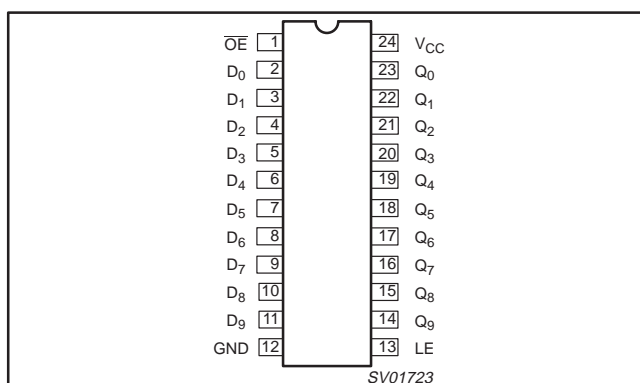 OE 1 24 VCC
D0 2 23 Q0
D1 3 22 Q1
D2 4 21 Q2
D3 5 20 Q3
D4 6 19 Q4
D5 7 18 Q5
D6 8 17 Q6
D7 9 16 Q7
D8 10 15 Q8
D9 11 14 Q9
GND 12 13 LE
SV01723